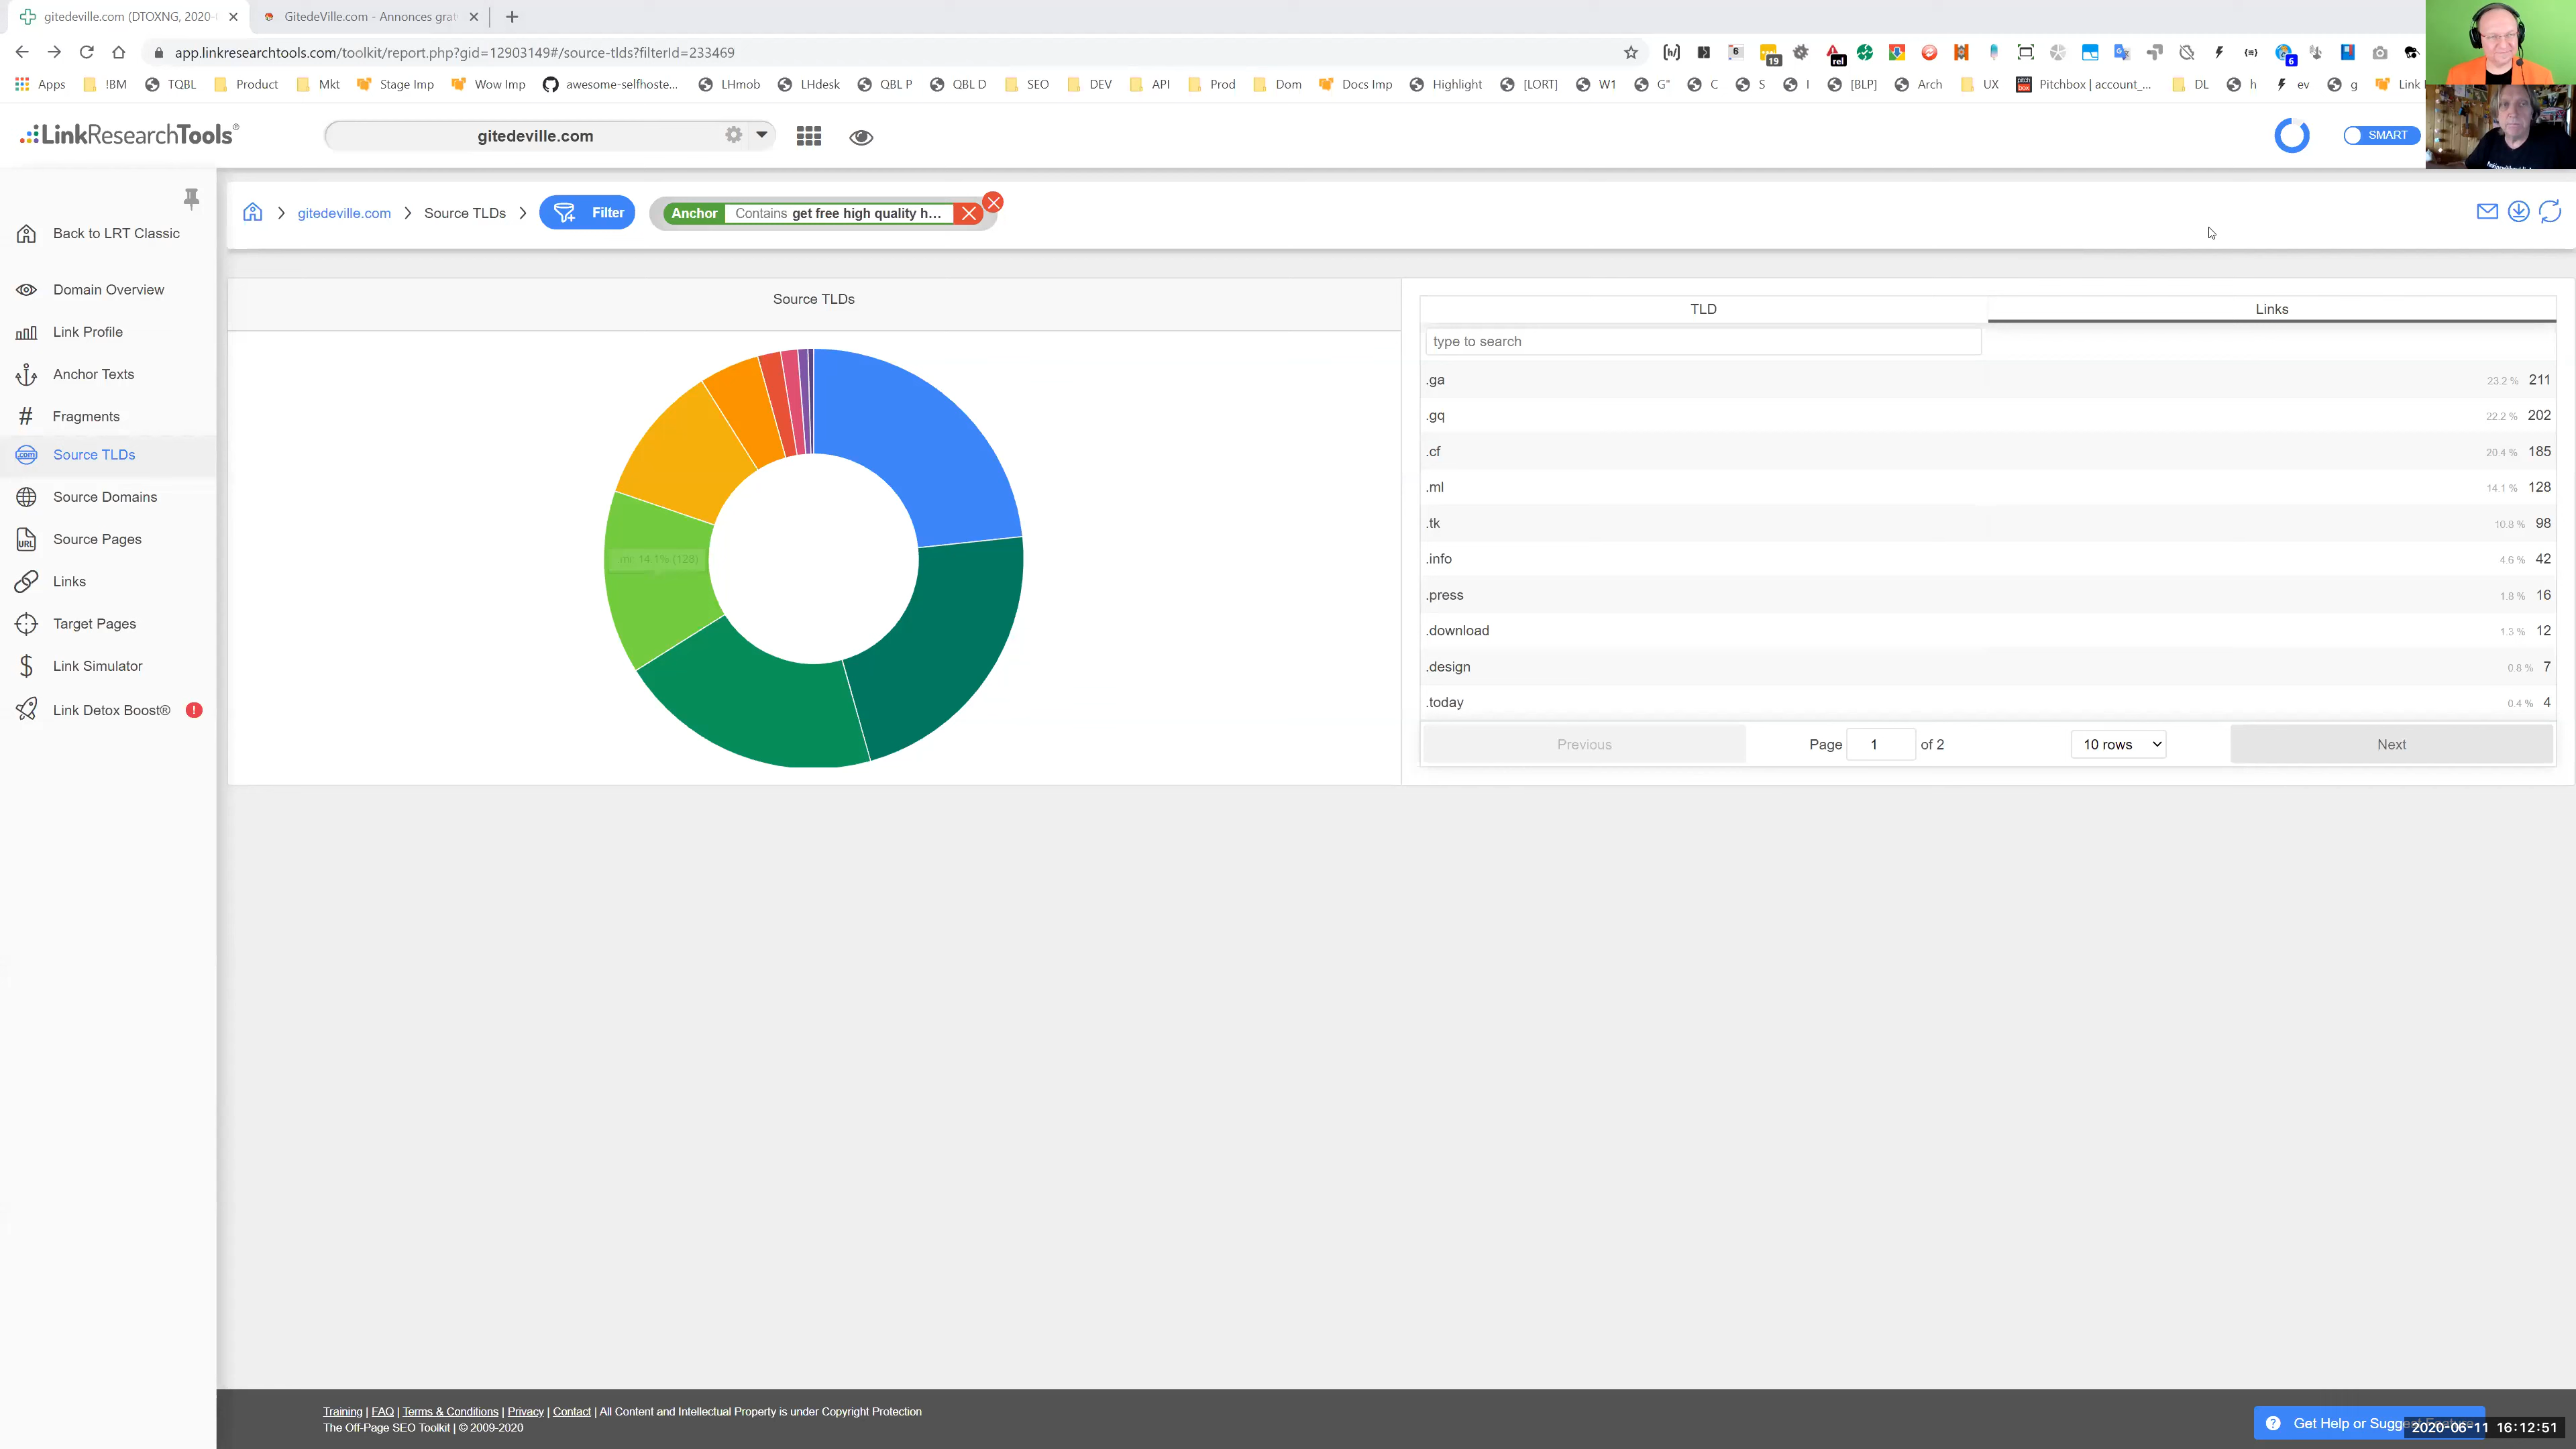 gitedeville.com (DTOXNG, 2020-
GitedeVille.com - Annonces grat
app.linkresearchtools.com/toolkit/report.php?gid=12903149#/source-tlds?filterId=233469
Apps !BM TQBL Product Mkt Stage Imp Wow Imp awesome-selfhoste... LHmob LHdesk QBL P QBL D SEO DEV API Prod Dom Docs Imp Highlight [LORT] W1 G" C S I [BLP] Arch UX Pitchbox | account_... DL h ev g Link
LinkResearchTools®
gitedeville.com
SMART
gitedeville.com > Source TLDs >
Filter
Anchor Contains get free high quality h...
Back to LRT Classic
Domain Overview
Link Profile
Anchor Texts
Fragments
Source TLDs
Source Domains
Source Pages
Links
Target Pages
Link Simulator
Link Detox Boost®
Source TLDs
14.1% (128)
TLD Links
type to search
.ga 23.2 % 211
.gq 22.2 % 202
.cf 20.4 % 185
.ml 14.1 % 128
.tk 10.8 % 98
.info 4.6 % 42
.press 1.8 % 16
.download 1.3 % 12
.design 0.8 % 7
.today 0.4 % 4
Previous Page 1 of 2 10 rows Next
Training | FAQ | Terms & Conditions | Privacy | Contact | All Content and Intellectual Property is under Copyright Protection
The Off-Page SEO Toolkit | © 2009-2020
Get Help or Sugge
2020-06-11 16:12:51